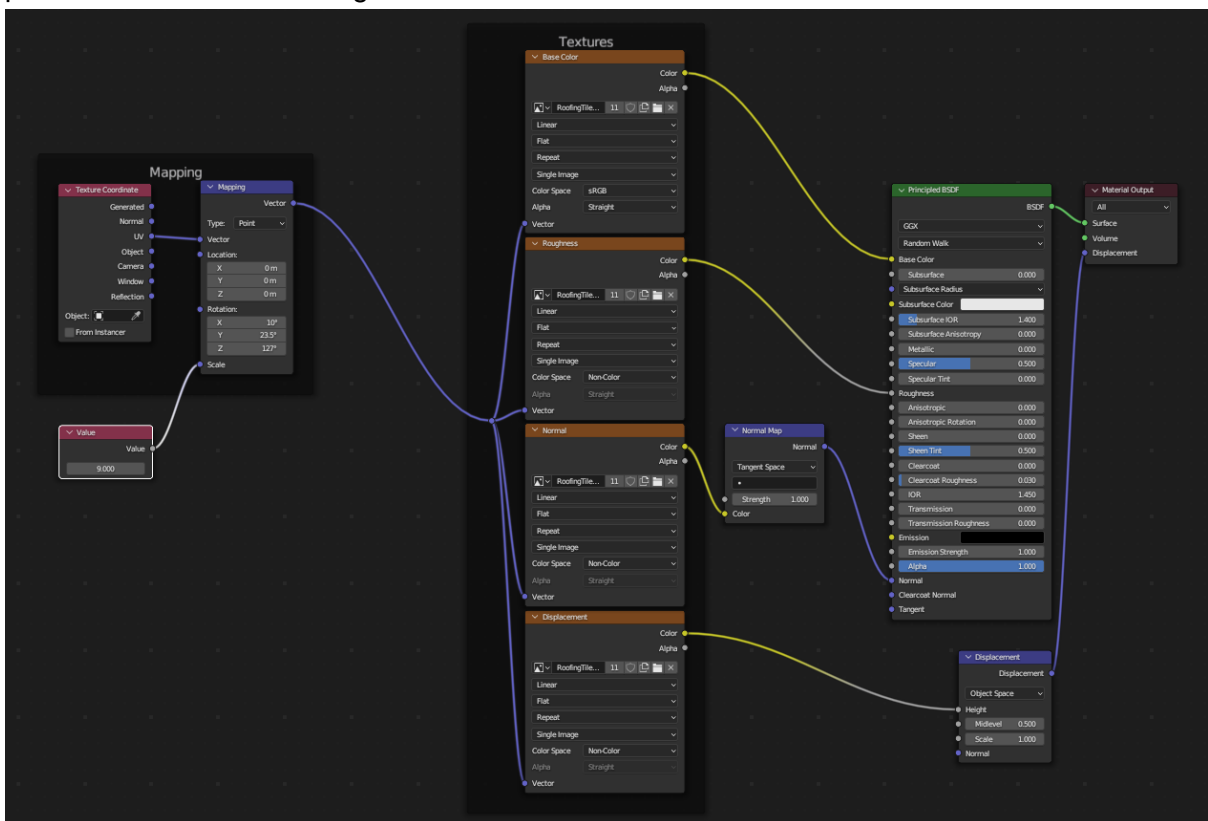 Textures
Base Color
Color
Alpha
RoofingTile... 11
Linear
Flat
Repeat
Single Image
Color Space sRGB
Alpha Straight
Vector
Roughness
Color
Alpha
RoofingTile... 11
Linear
Flat
Repeat
Single Image
Color Space Non-Color
Alpha Straight
Vector
Normal
Color
Alpha
RoofingTile... 11
Linear
Flat
Repeat
Single Image
Color Space Non-Color
Alpha Straight
Vector
Displacement
Color
Alpha
RoofingTile... 11
Linear
Flat
Repeat
Single Image
Color Space Non-Color
Alpha Straight
Vector
Mapping
Texture Coordinate
Generated
Normal
UV
Object
Camera
Window
Reflection
Object:
From Instancer
Mapping
Vector
Type: Point
Vector
Location:
X 0 m
Y 0 m
Z 0 m
Rotation:
X 10°
Y 23.5°
Z 127°
Scale
Value
Value
9.000
Normal Map
Normal
Tangent Space
Strength 1.000
Color
Principled BSDF
BSDF
GGX
Random Walk
Base Color
Subsurface 0.000
Subsurface Radius
Subsurface Color
Subsurface IOR 1.400
Subsurface Anisotropy 0.000
Metallic 0.000
Specular 0.500
Specular Tint 0.000
Roughness
Anisotropic 0.000
Anisotropic Rotation 0.000
Sheen 0.000
Sheen Tint 0.500
Clearcoat 0.000
Clearcoat Roughness 0.030
IOR 1.450
Transmission 0.000
Transmission Roughness 0.000
Emission
Emission Strength 1.000
Alpha 1.000
Normal
Clearcoat Normal
Tangent
Material Output
All
Surface
Volume
Displacement
Displacement
Displacement
Object Space
Height
Midlevel 0.500
Scale 1.000
Normal